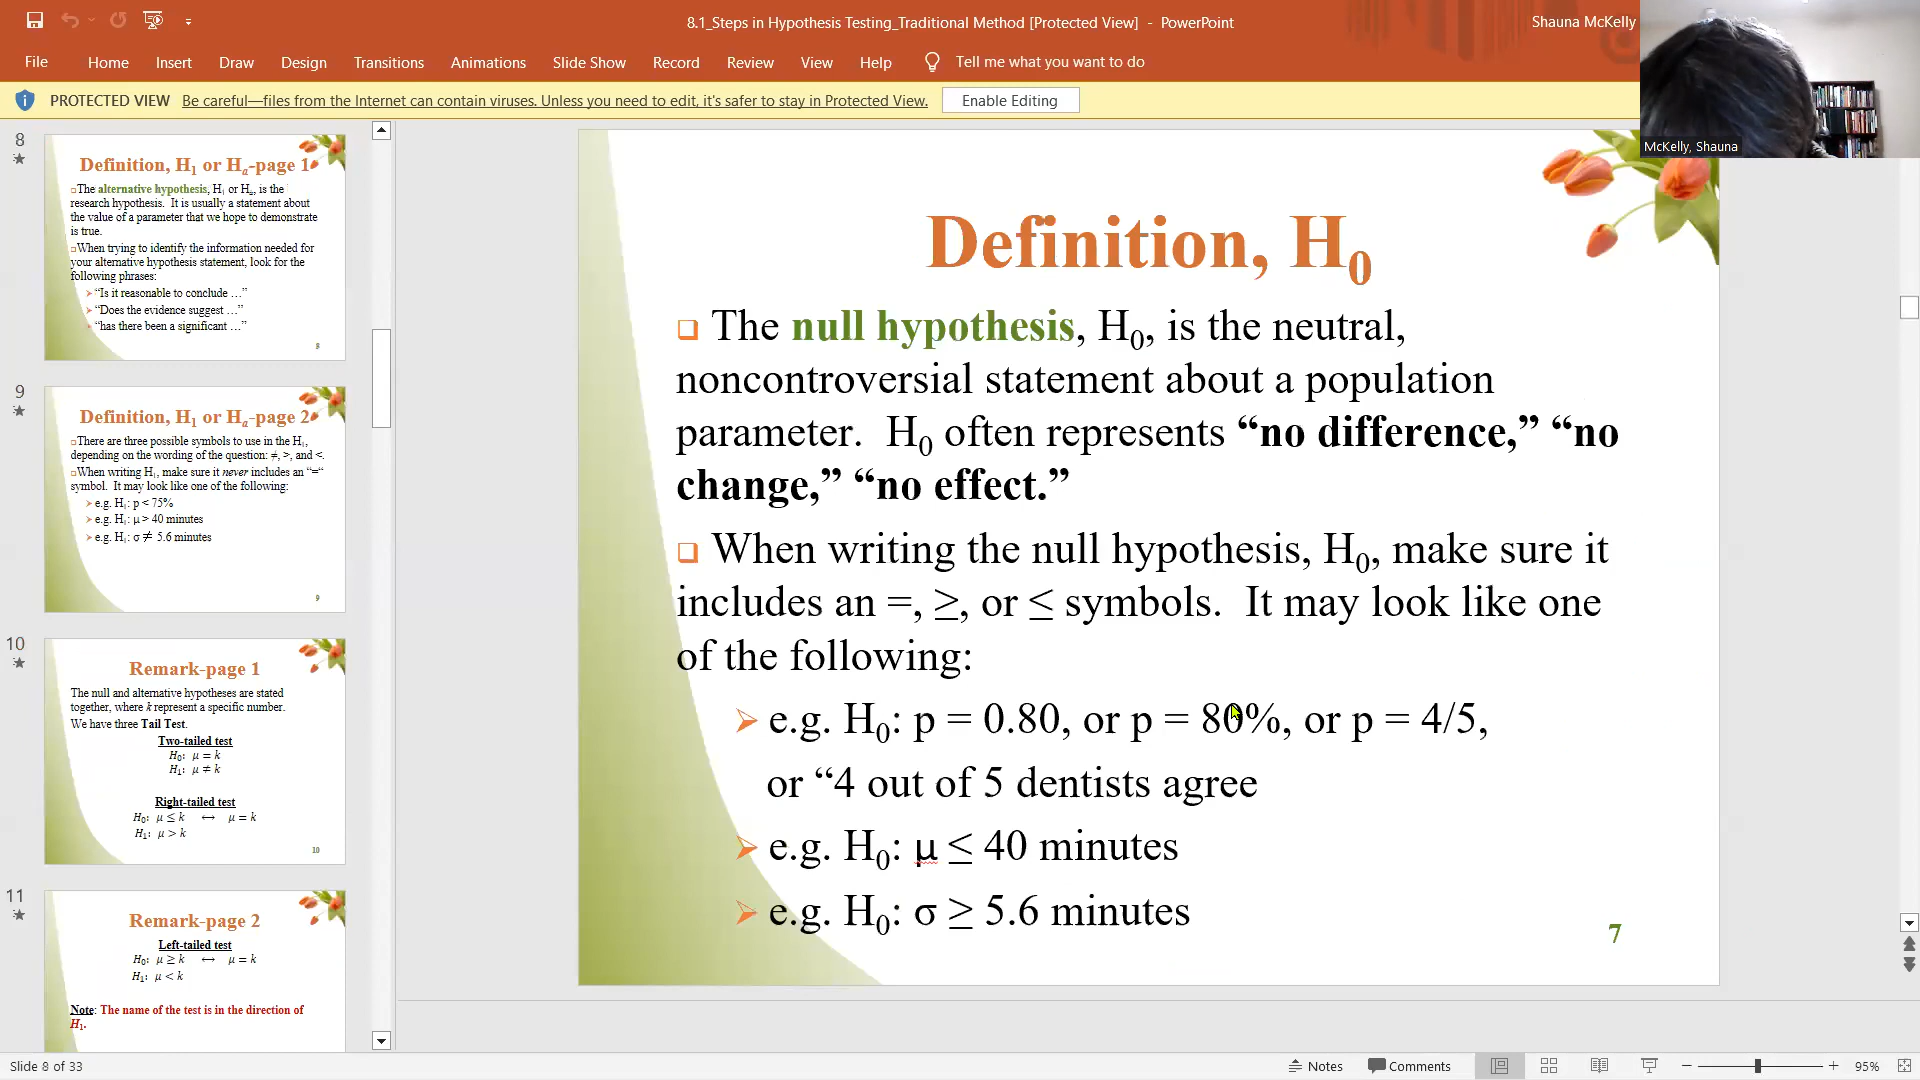 8.1_Steps in Hypothesis Testing_Traditional Method [Protected View] - PowerPoint
Shauna McKelly
File Home Insert Draw Design Transitions Animations Slide Show Record Review View Help Tell me what you want to do
PROTECTED VIEW Be careful—files from the Internet can contain viruses. Unless you need to edit, it's safer to stay in Protected View. Enable Editing
McKelly, Shauna
8
Definition, H₁ or Hₐ-page 1
The alternative hypothesis, H₁ or Hₐ, is the
research hypothesis. It is usually a statement about
the value of a parameter that we hope to demonstrate
is true.
When trying to identify the information needed for
your alternative hypothesis statement, look for the
following phrases:
➢ “Is it reasonable to conclude …”
➢ “Does the evidence suggest …”
➢ “has there been a significant …”
8
9
Definition, H₁ or Hₐ-page 2
There are three possible symbols to use in the H₁,
depending on the wording of the question: ≠, >, and <.
When writing H₁, make sure it never includes an “=“
symbol. It may look like one of the following:
➢ e.g. H₁: p < 75%
➢ e.g. H₁: μ > 40 minutes
➢ e.g. H₁: σ ≠ 5.6 minutes
9
10
Remark-page 1
The null and alternative hypotheses are stated
together, where k represent a specific number.
We have three Tail Test.
Two-tailed test
H₀: μ = k
H₁: μ ≠ k
Right-tailed test
H₀: μ ≤ k ↔ μ = k
H₁: μ > k
10
11
Remark-page 2
Left-tailed test
H₀: μ ≥ k ↔ μ = k
H₁: μ < k
Note: The name of the test is in the direction of
H₁.
Definition, H₀
❑ The null hypothesis, H₀, is the neutral,
noncontroversial statement about a population
parameter. H₀ often represents “no difference,” “no
change,” “no effect.”
❑ When writing the null hypothesis, H₀, make sure it
includes an =, ≥, or ≤ symbols. It may look like one
of the following:
➢ e.g. H₀: p = 0.80, or p = 80%, or p = 4/5,
or “4 out of 5 dentists agree
➢ e.g. H₀: μ ≤ 40 minutes
➢ e.g. H₀: σ ≥ 5.6 minutes
7
Slide 8 of 33
Notes Comments 95%